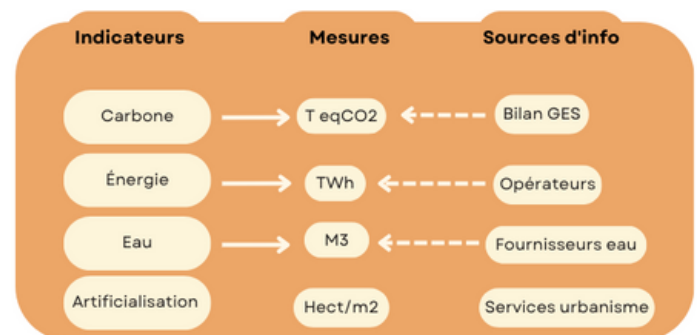 Indicateurs Mesures Sources d'info
Carbone T eqCO2 Bilan GES
Énergie TWh Opérateurs
Eau M3 Fournisseurs eau
Artificialisation Hect/m2 Services urbanisme